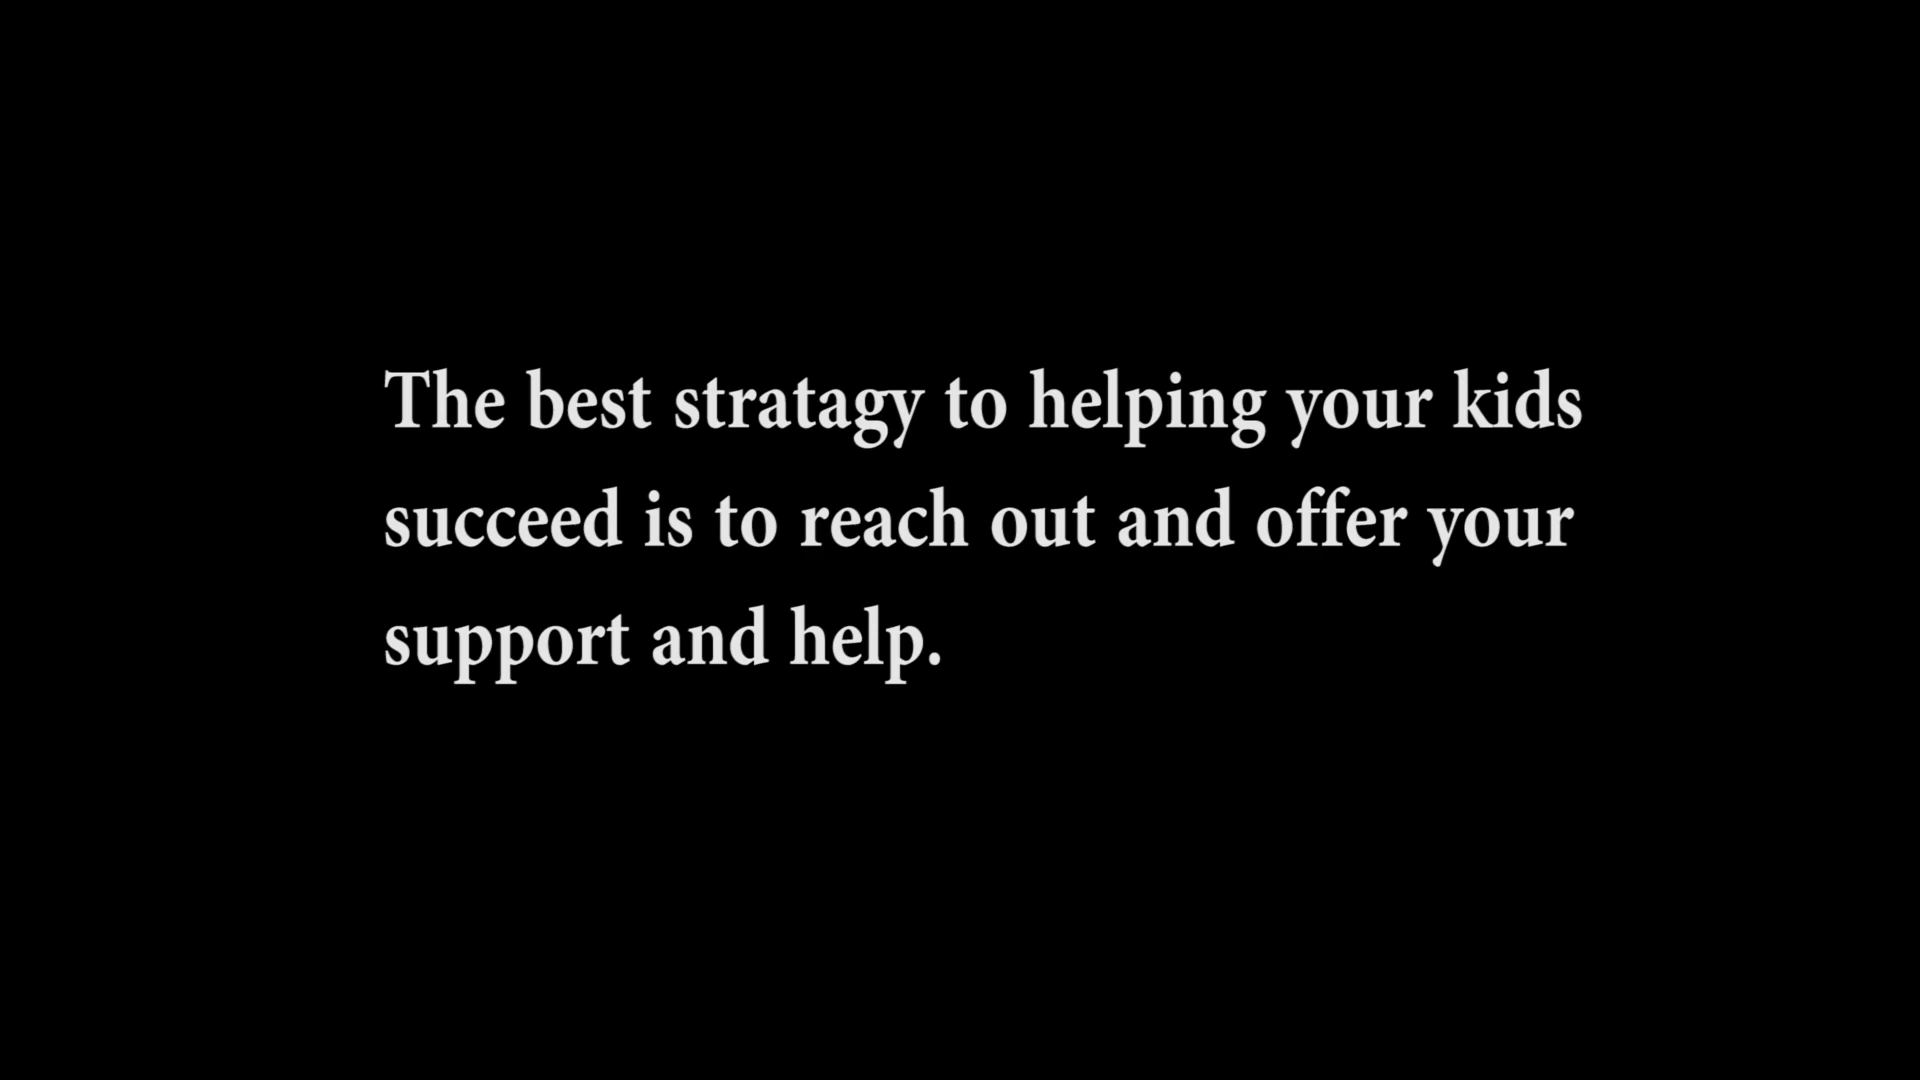 The best stratagy to helping your kids
succeed is to reach out and offer your
support and help.